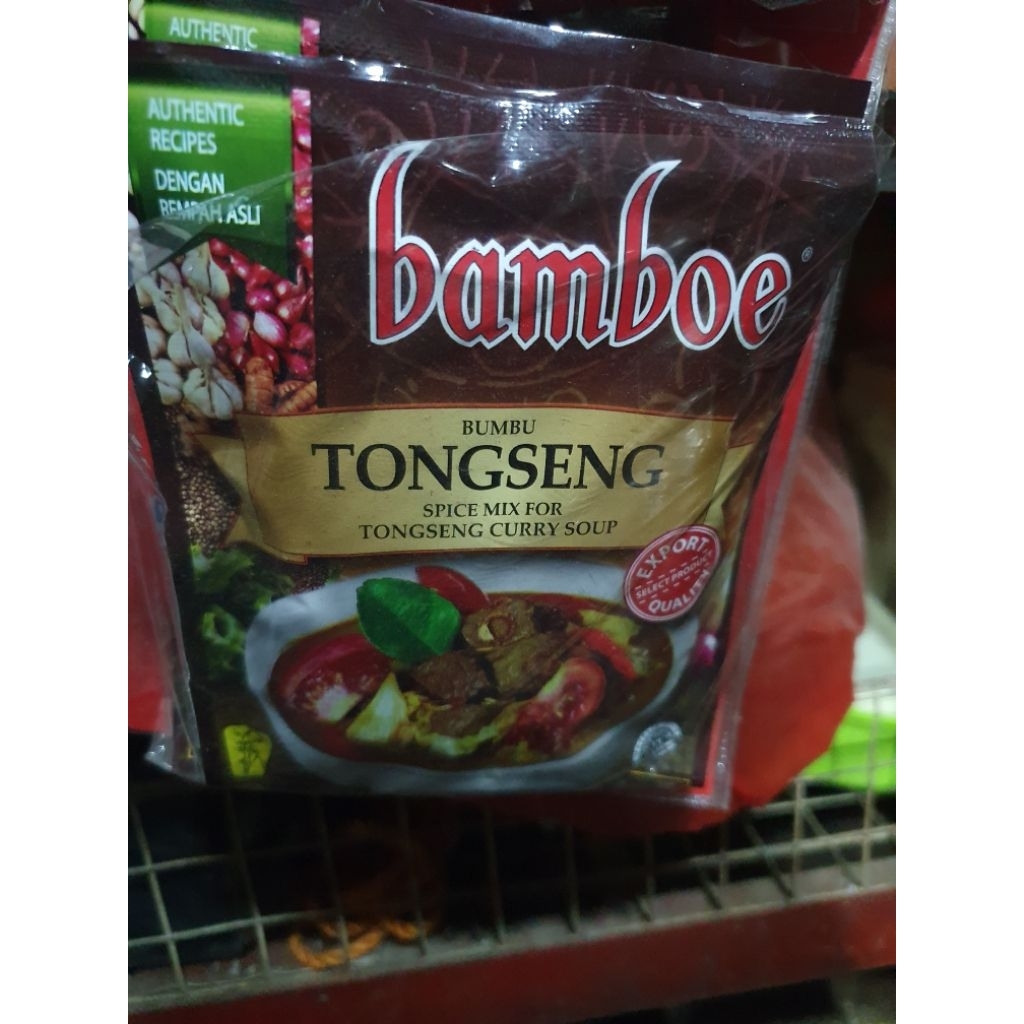 AUTHENTIC
AUTHENTIC
RECIPES
DENGAN
REMPAH ASLI
bamboe®
BUMBU
TONGSENG
SPICE MIX FOR
TONGSENG CURRY SOUP
EXPORT
SELECT PRODUCT
QUALITY